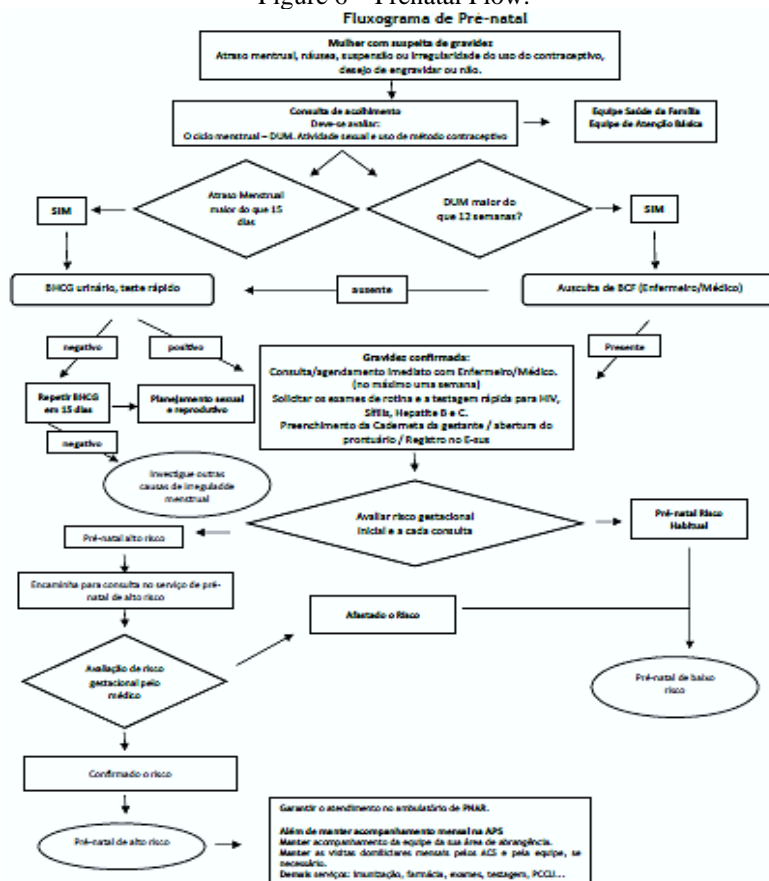 Figure 6 – Prenatal Flow.
Fluxograma de Pré-natal
Mulher com suspeita de gravidez
Atraso mentrual, náusea, suspensão ou irregularidade do uso do contraceptivo,
desejo de engravidar ou não.
Consulta de acolhimento
Deve-se avaliar:
O ciclo menstrual – DUM. Atividade sexual e uso de método contraceptivo
Equipe Saúde da Família
Equipe de Atenção Básica
Atraso Menstrual
maior do que 15
dias
DUM maior do
que 12 semanas?
SIM
SIM
BHCG urinário, teste rápido
ausente
Ausculta de BCF (Enfermeiro/Médico)
negativo
positivo
Presente
Gravidez confirmada:
Consulta/agendamento imediato com Enfermeiro/Médico.
(no máximo uma semana)
Solicitar os exames de rotina e a testagem rápida para HIV,
Sífilis, Hepatite B e C.
Preenchimento da Caderneta da gestante / abertura do
prontuário / Registro no E-sus
Repetir BHCG
em 15 dias
Planejamento sexual
e reprodutivo
negativo
Investigue outras
causas de irregularidade
menstrual
Avaliar risco gestacional
inicial e a cada consulta
Pré-natal Risco
Habitual
Pré-natal alto risco
Encaminha para consulta no serviço de pré-
natal de alto risco
Afastado o Risco
Avaliação de risco
gestacional pelo
médico
Pré-natal de baixo
risco
Confirmado o risco
Pré-natal de alto risco
Garantir o atendimento no ambulatório de PNAR.
Além de manter acompanhamento mensal na APS
Manter acompanhamento da equipe da sua área de abrangência.
Manter as visitas domiciliares mensais pelos ACS e pela equipe, se
necessário.
Demais serviços: imunização, farmácia, exames, testagem, PCCU...